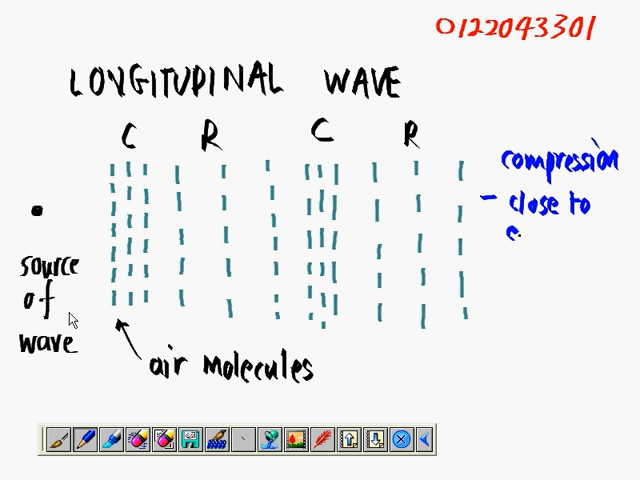 0122043301
LONGITUDINAL WAVE
C R C R
compression
- close to
e
source
of
wave
air molecules